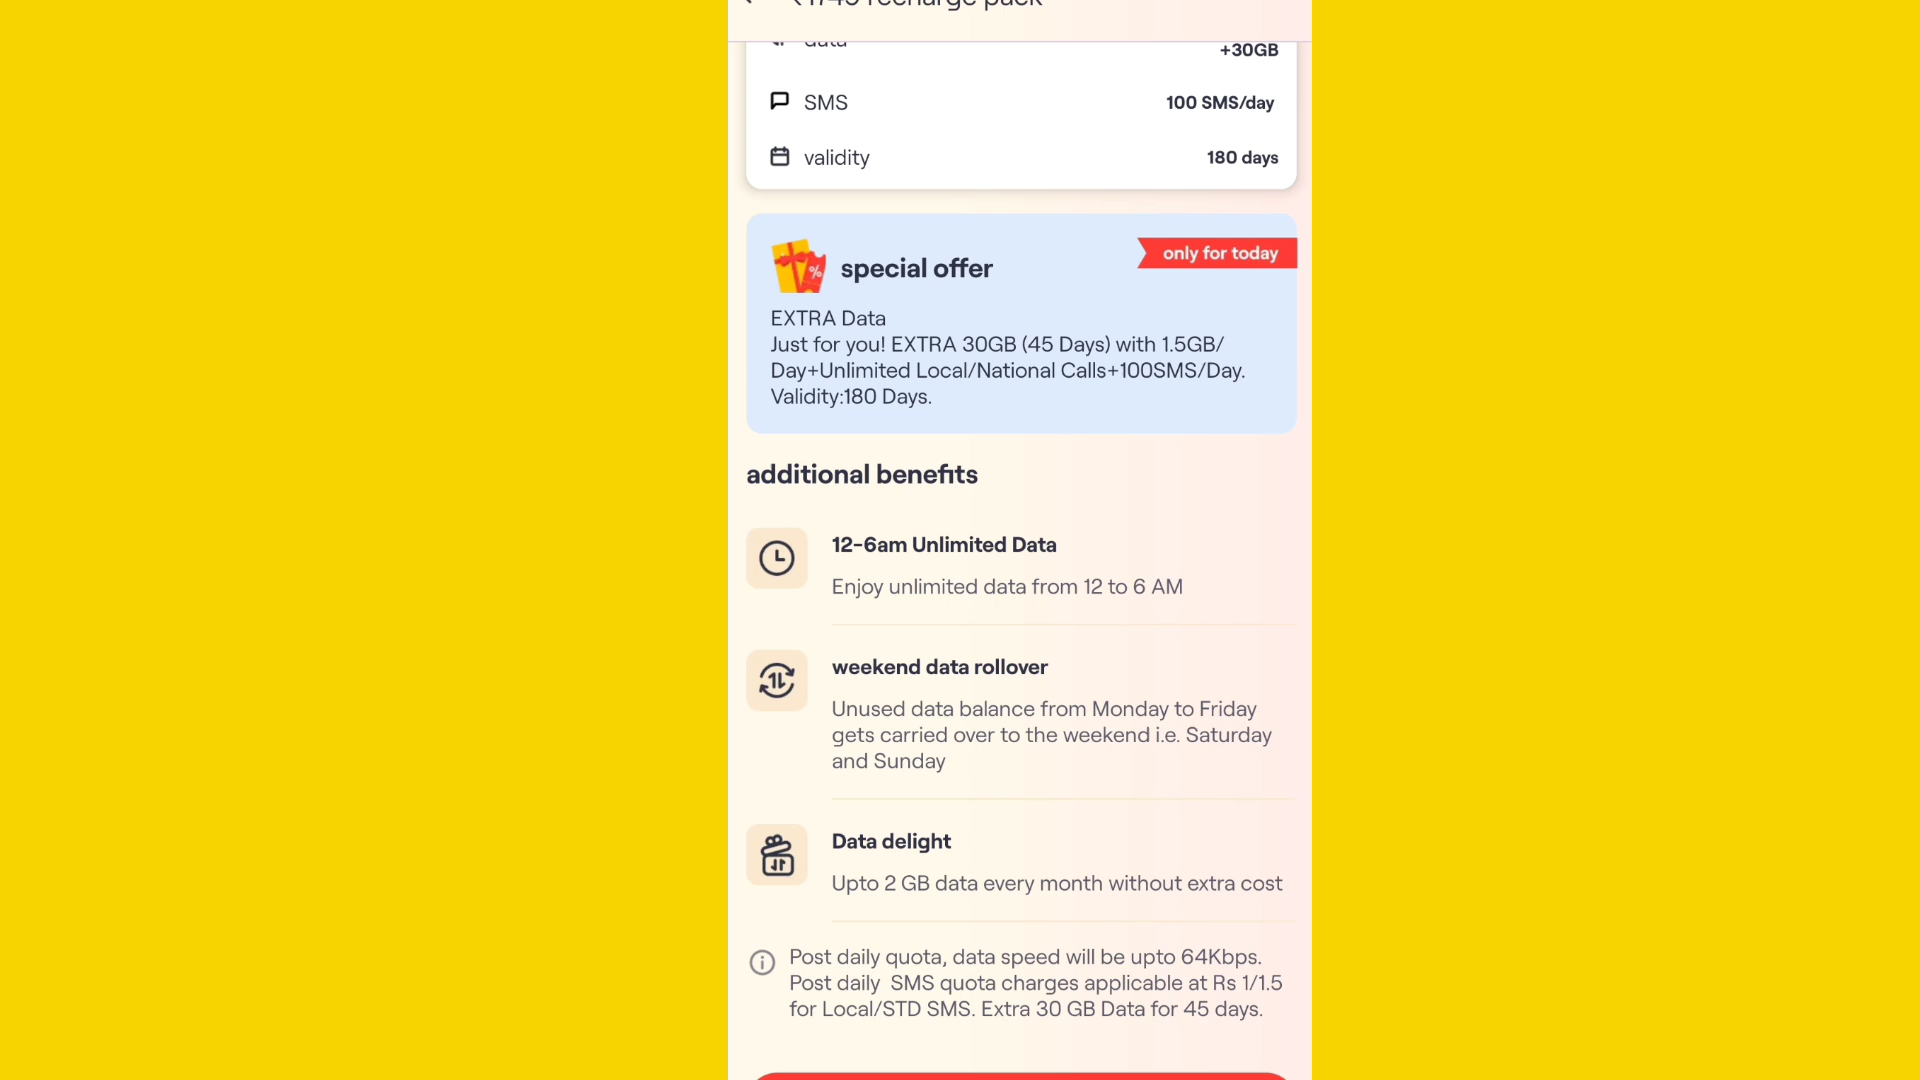 recharge pack
data
+30GB
SMS
100 SMS/day
validity
180 days
only for today
special offer
EXTRA Data
Just for you! EXTRA 30GB (45 Days) with 1.5GB/
Day+Unlimited Local/National Calls+100SMS/Day.
Validity:180 Days.
additional benefits
12-6am Unlimited Data
Enjoy unlimited data from 12 to 6 AM
weekend data rollover
Unused data balance from Monday to Friday
gets carried over to the weekend i.e. Saturday
and Sunday
Data delight
Upto 2 GB data every month without extra cost
Post daily quota, data speed will be upto 64Kbps.
Post daily  SMS quota charges applicable at Rs 1/1.5
for Local/STD SMS. Extra 30 GB Data for 45 days.